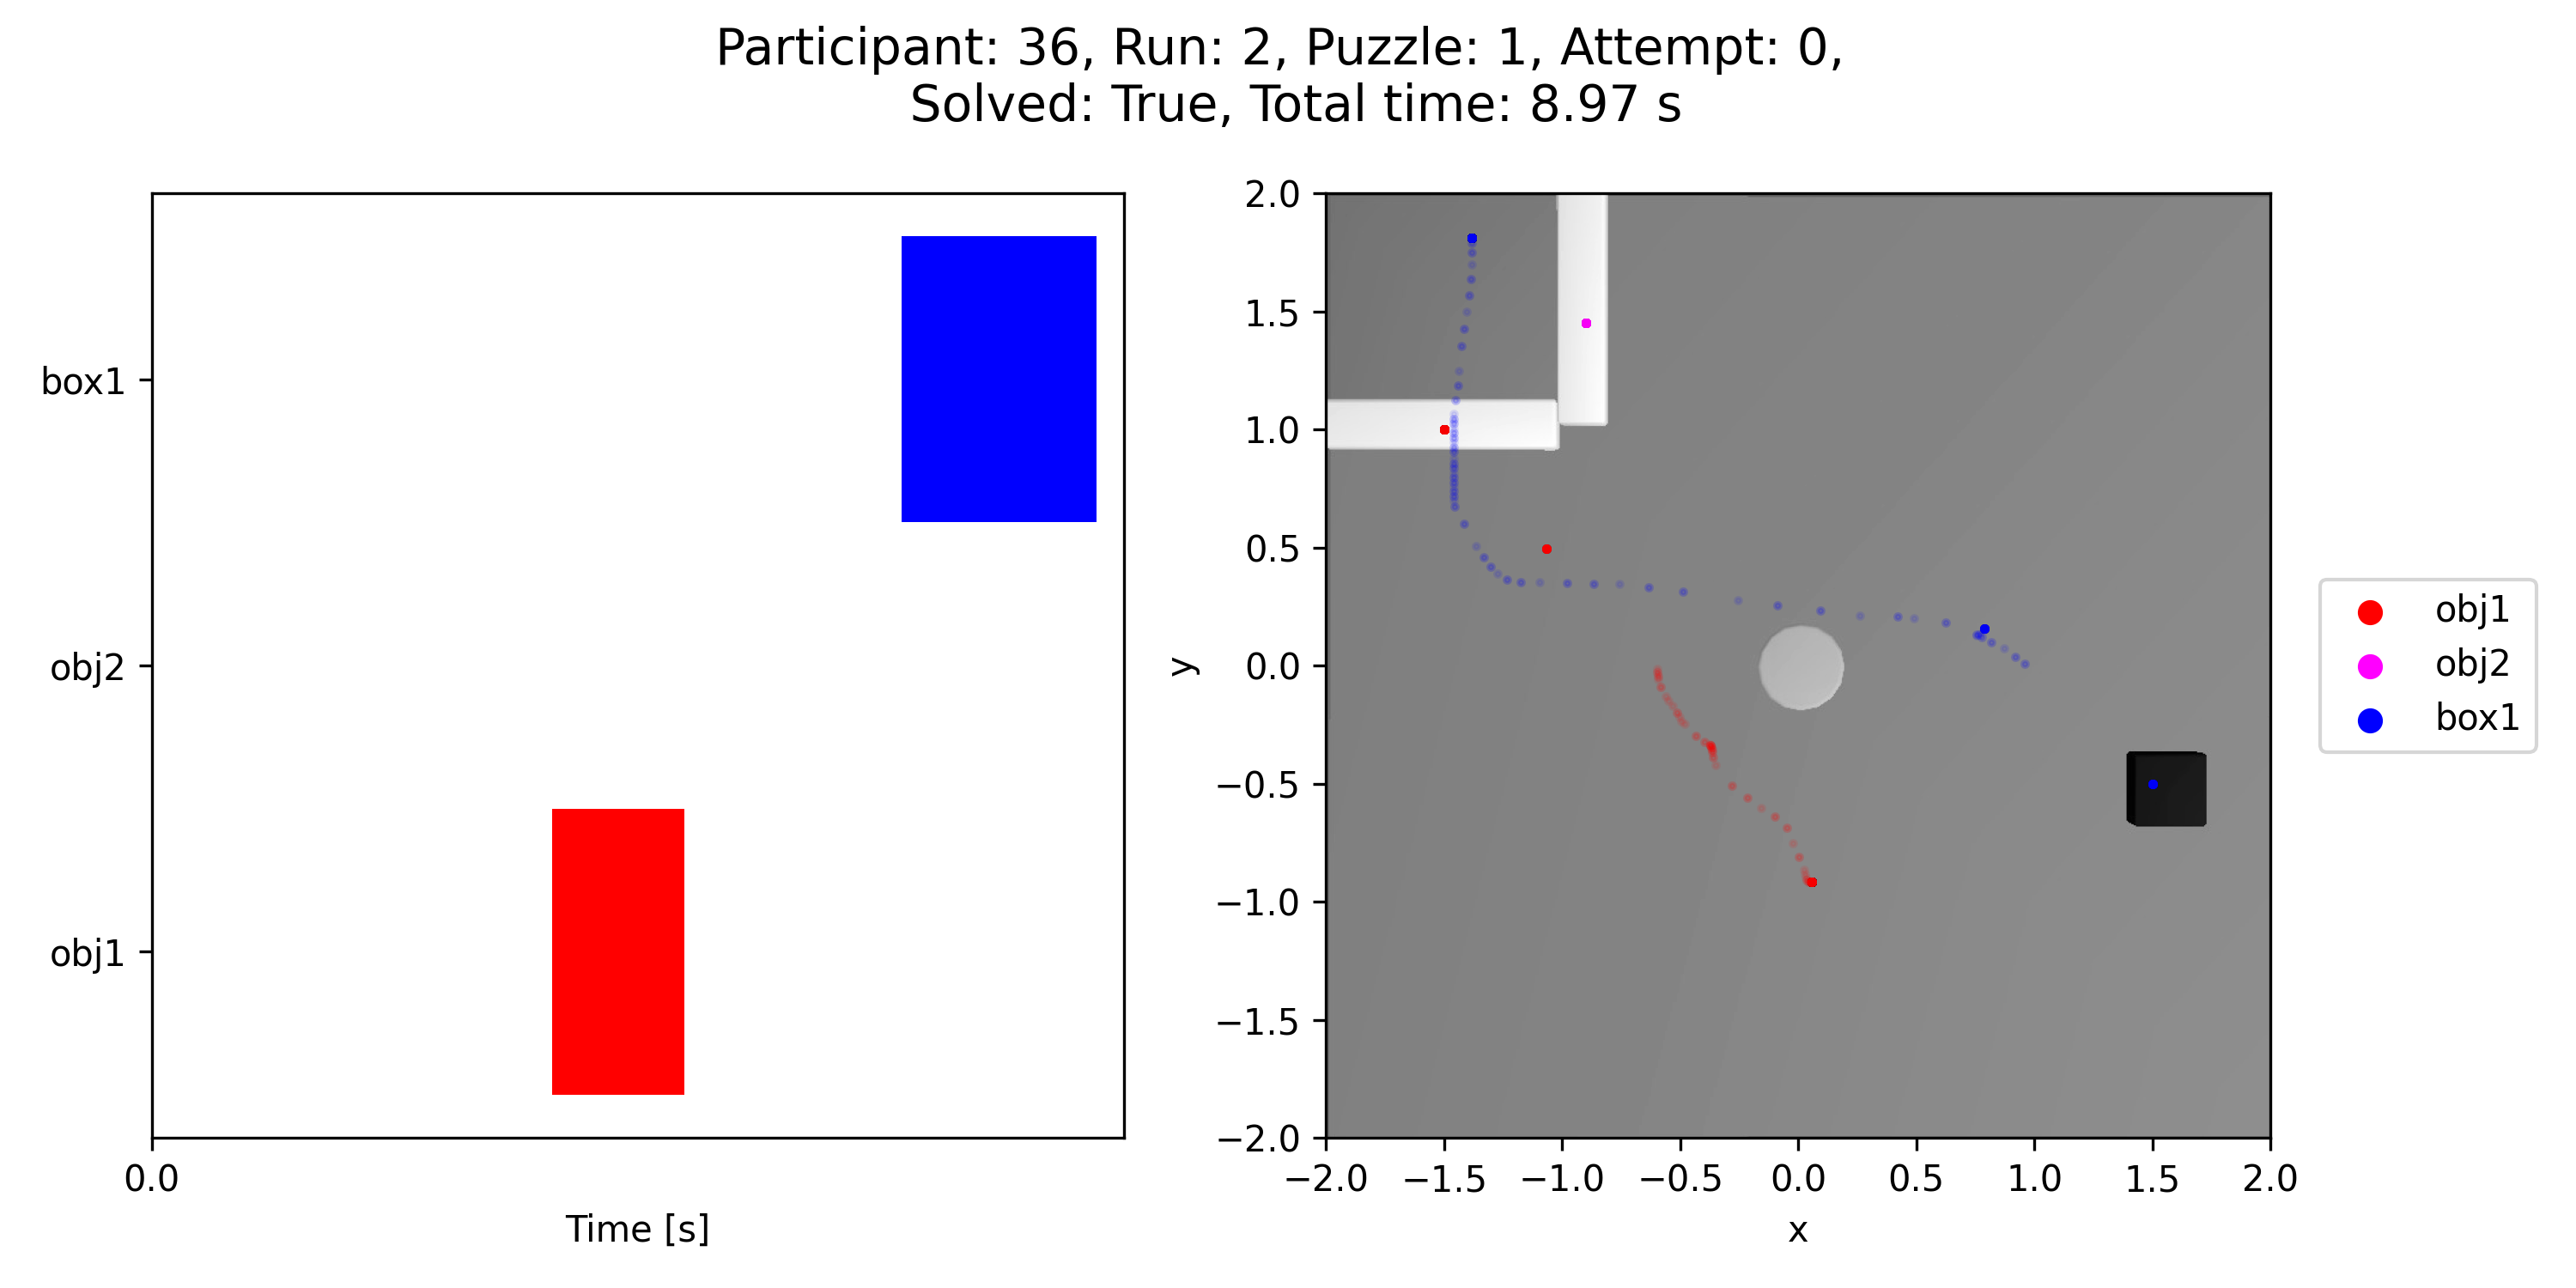 Participant: 36, Run: 2, Puzzle: 1, Attempt: 0,
Solved: True, Total time: 8.97 s
box1
obj2
obj1
0.0
Time [s]
2.0
1.5
1.0
0.5
0.0
−0.5
−1.0
−1.5
−2.0
y
−2.0 −1.5 −1.0 −0.5 0.0 0.5 1.0 1.5 2.0
x
obj1
obj2
box1